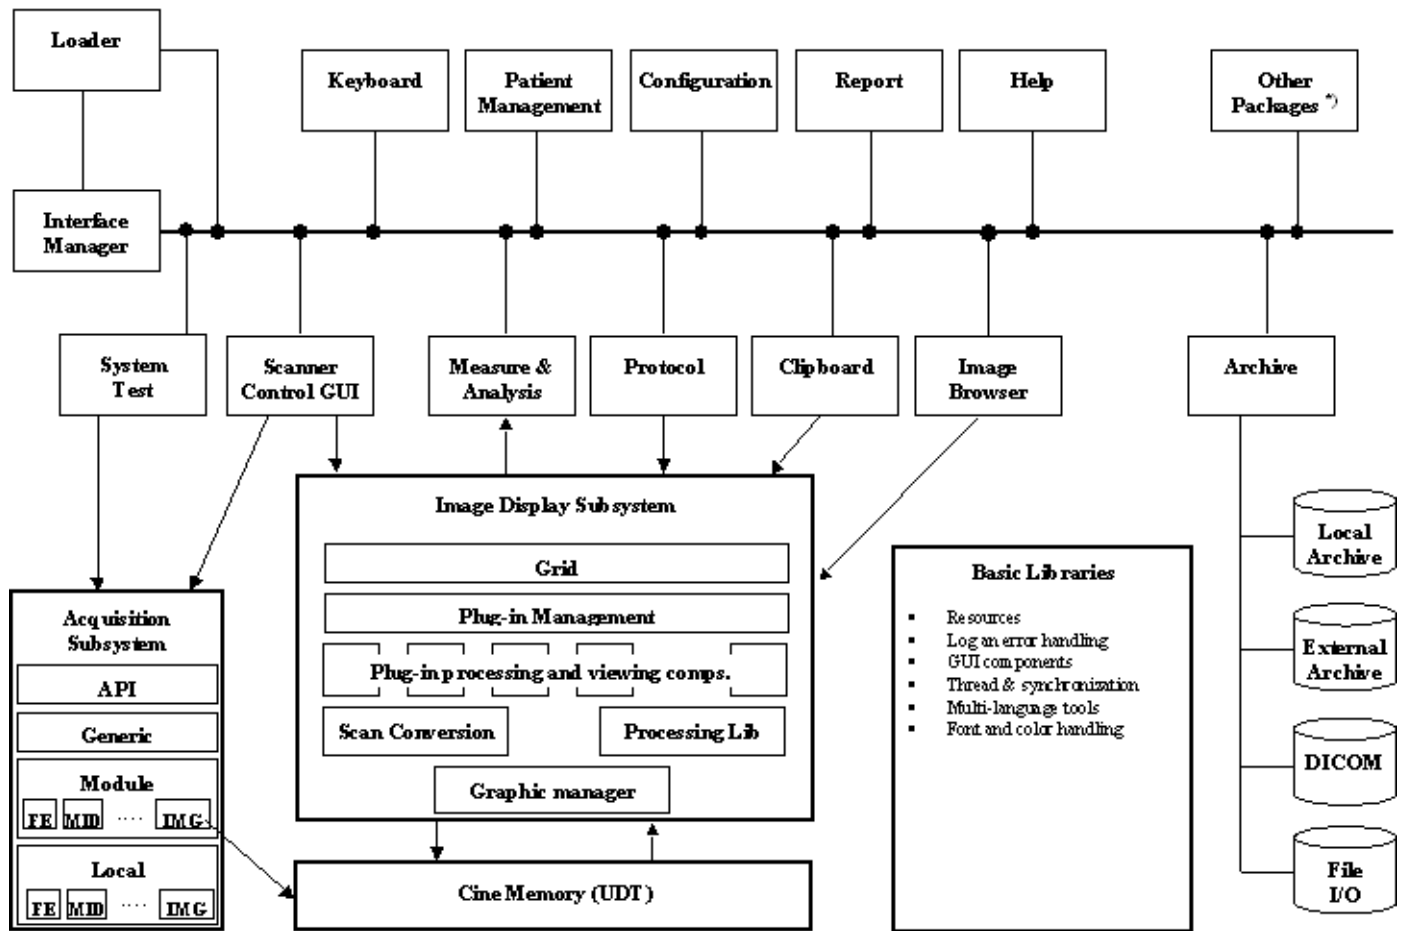 Loader
Keyboard
Patient
Management
Configuration
Report
Help
Other
Packages *)
Interface
Manager
System
Test
Scanner
Control GUI
Measure &
Analysis
Protocol
Clipboard
Image
Browser
Archive
Image Display Subsystem
Grid
Plug-in Management
Plug-in processing and viewing comps.
Scan Conversion
Processing Lib
Graphic manager
Acquisition
Subsystem
API
Generic
Module
FE MID .... IMG
Local
FE MID .... IMG
Cine Memory (UDT)
Basic Libraries
▪ Resources
▪ Log an error handling
▪ GUI components
▪ Thread & synchronization
▪ Multi-language tools
▪ Font and color handling
Local
Archive
External
Archive
DICOM
File
I/O